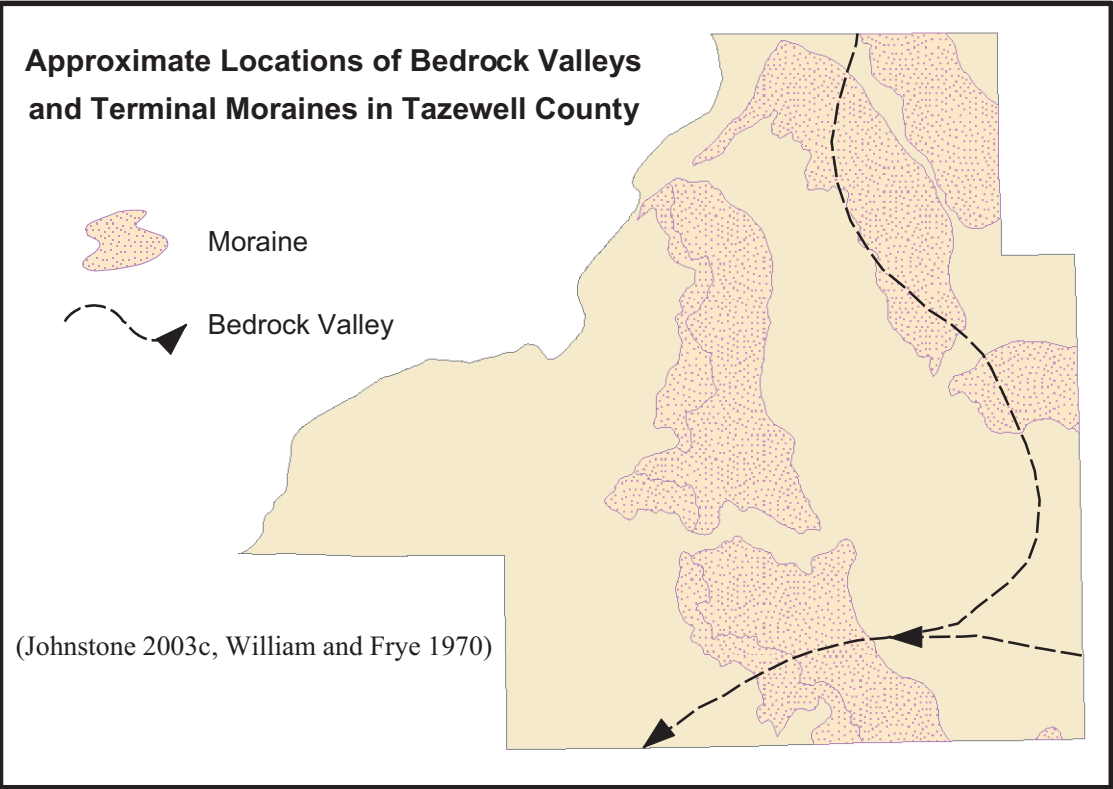 Approximate Locations of Bedrock Valleys
and Terminal Moraines in Tazewell County
Moraine
Bedrock Valley
(Johnstone 2003c, William and Frye 1970)